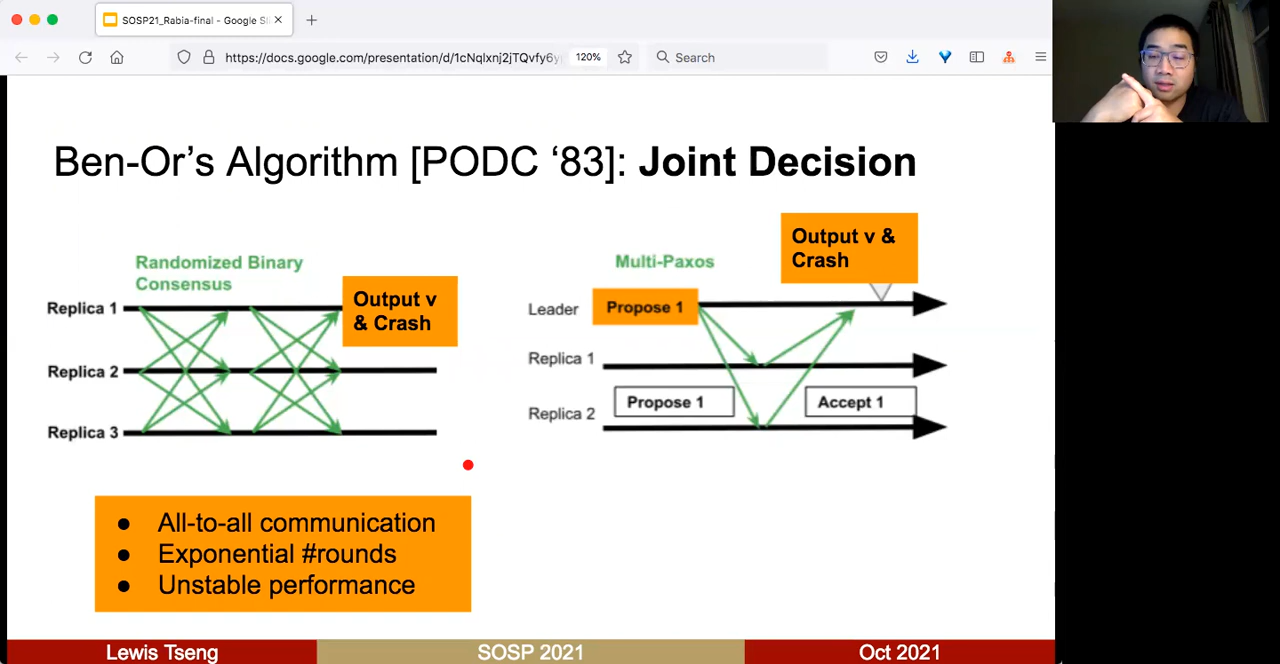 SOSP21_Rabia-final - Google Sli
https://docs.google.com/presentation/d/1cNqlxnj2jTQvfy6y
120%
Search
Ben-Or’s Algorithm [PODC ‘83]: Joint Decision
Randomized Binary
Consensus
Replica 1
Replica 2
Replica 3
Output v
& Crash
Multi-Paxos
Output v &
Crash
Leader
Propose 1
Replica 1
Replica 2
Propose 1
Accept 1
● All-to-all communication
● Exponential #rounds
● Unstable performance
Lewis Tseng
SOSP 2021
Oct 2021